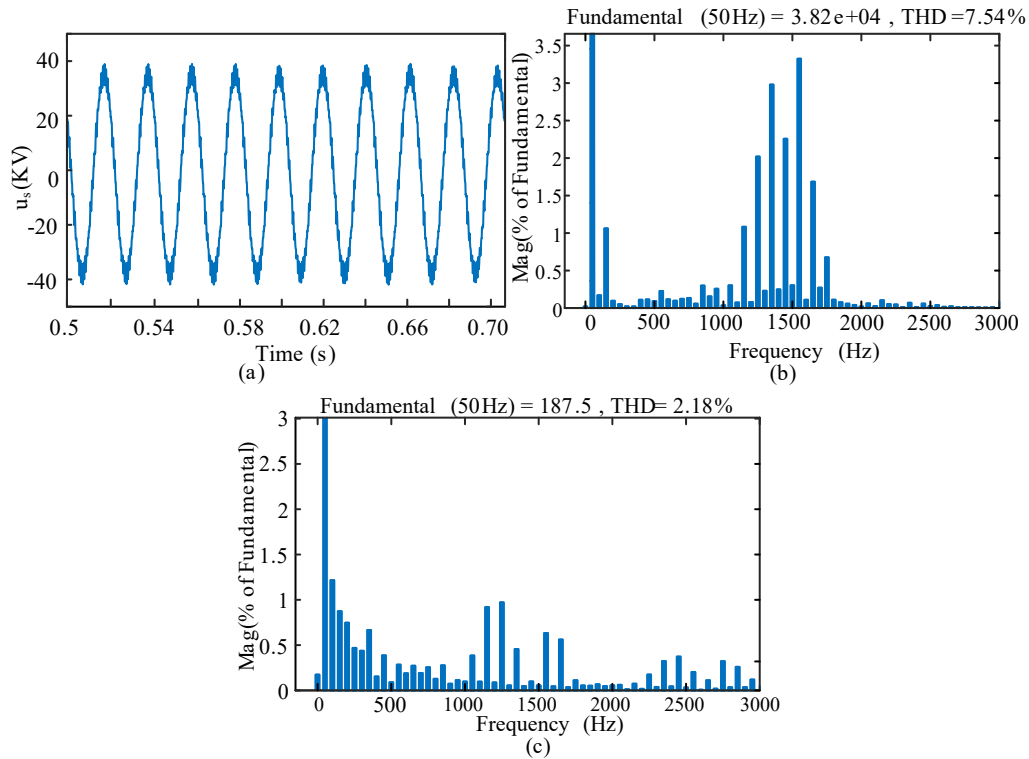 Fundamental (50Hz) = 3.82e+04 , THD =7.54%
40
20
0
-20
-40
u_s(KV)
0.5 0.54 0.58 0.62 0.66 0.70
Time (s)
(a)
3.5
3
2.5
2
1.5
1
0.5
0
Mag(% of Fundamental)
0 500 1000 1500 2000 2500 3000
Frequency (Hz)
(b)
Fundamental (50Hz) = 187.5 , THD= 2.18%
3
2.5
2
1.5
1
0.5
0
Mag(% of Fundamental)
0 500 1000 1500 2000 2500 3000
Frequency (Hz)
(c)